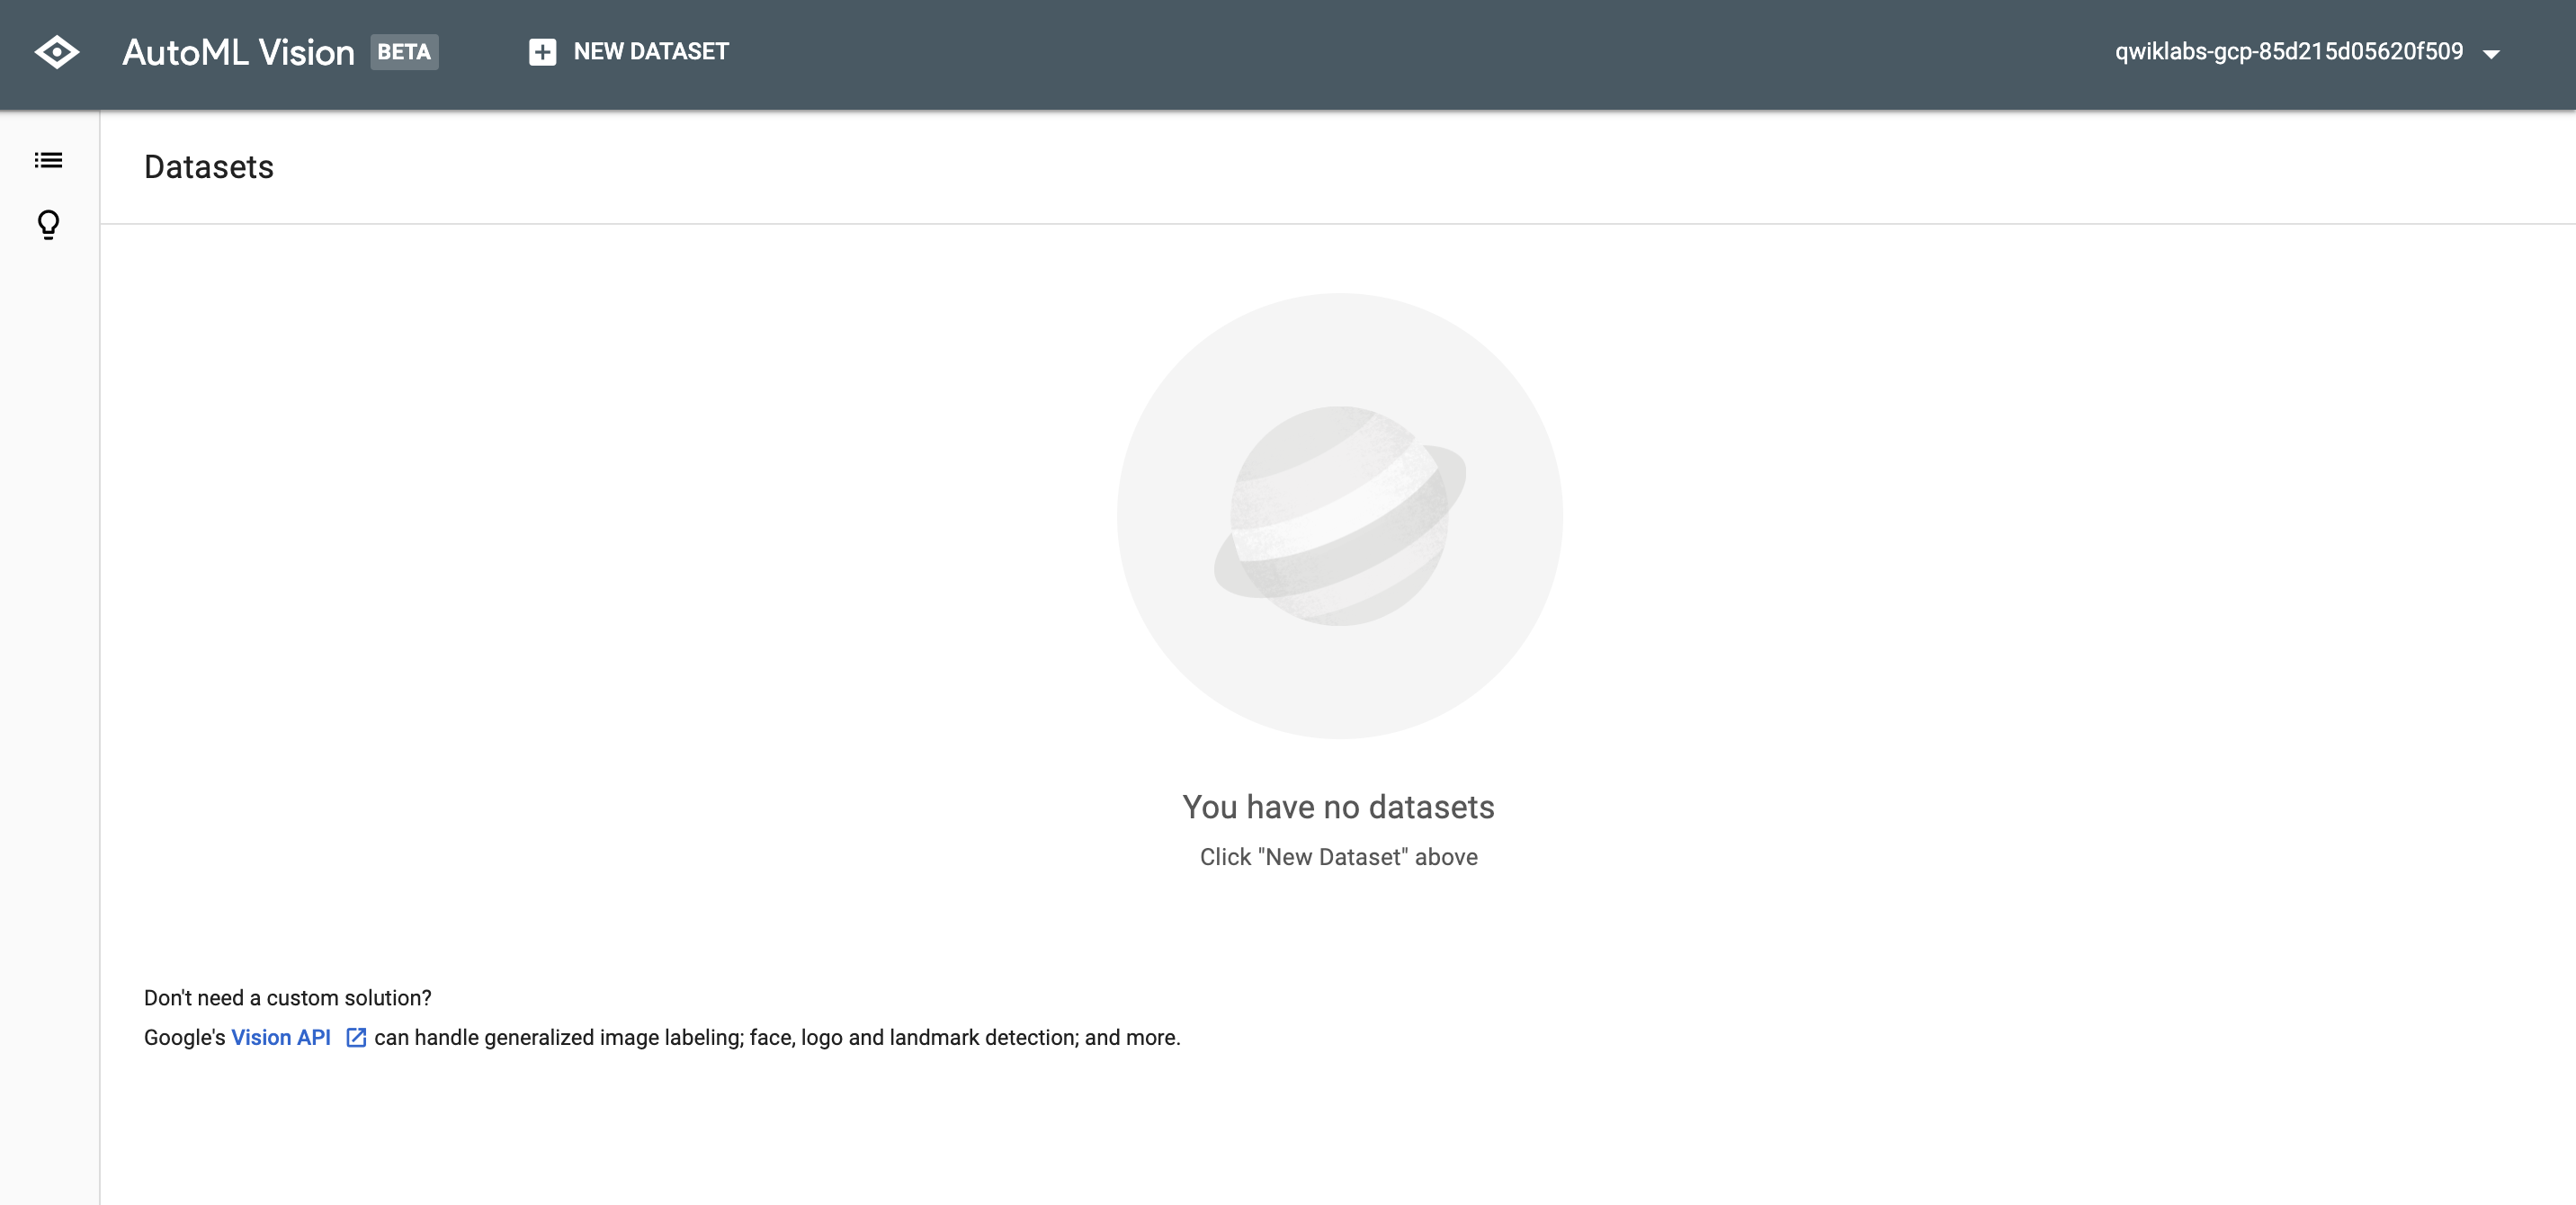 AutoML Vision BETA NEW DATASET qwiklabs-gcp-85d215d05620f509
Datasets
You have no datasets
Click "New Dataset" above
Don't need a custom solution?
Google's Vision API can handle generalized image labeling; face, logo and landmark detection; and more.